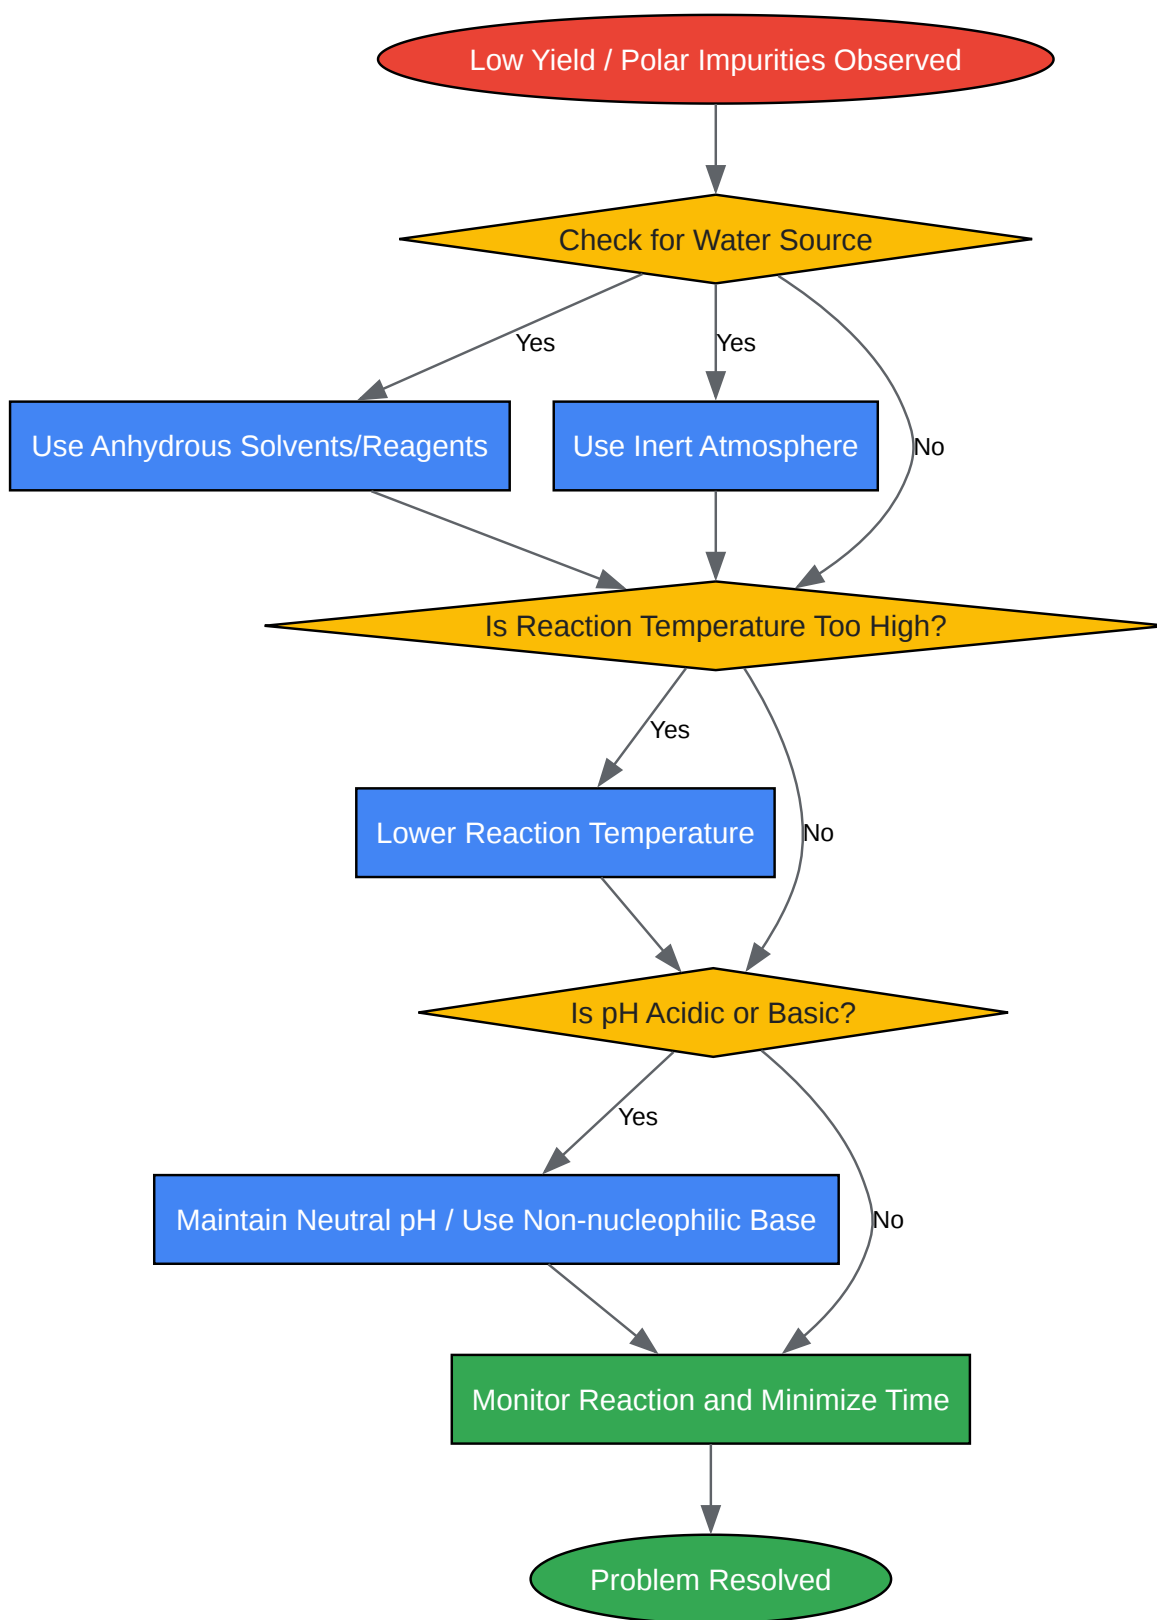 Low Yield / Polar Impurities Observed
Check for Water Source
Yes
Yes
Use Anhydrous Solvents/Reagents
Use Inert Atmosphere
No
Is Reaction Temperature Too High?
Yes
Lower Reaction Temperature
No
Is pH Acidic or Basic?
Yes
Maintain Neutral pH / Use Non-nucleophilic Base
No
Monitor Reaction and Minimize Time
Problem Resolved